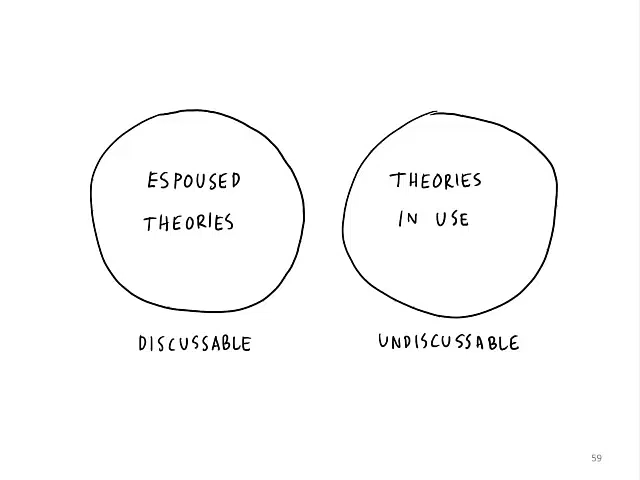 ESPOUSED
THEORIES
THEORIES
IN USE
DISCUSSABLE
UNDISCUSSABLE
59